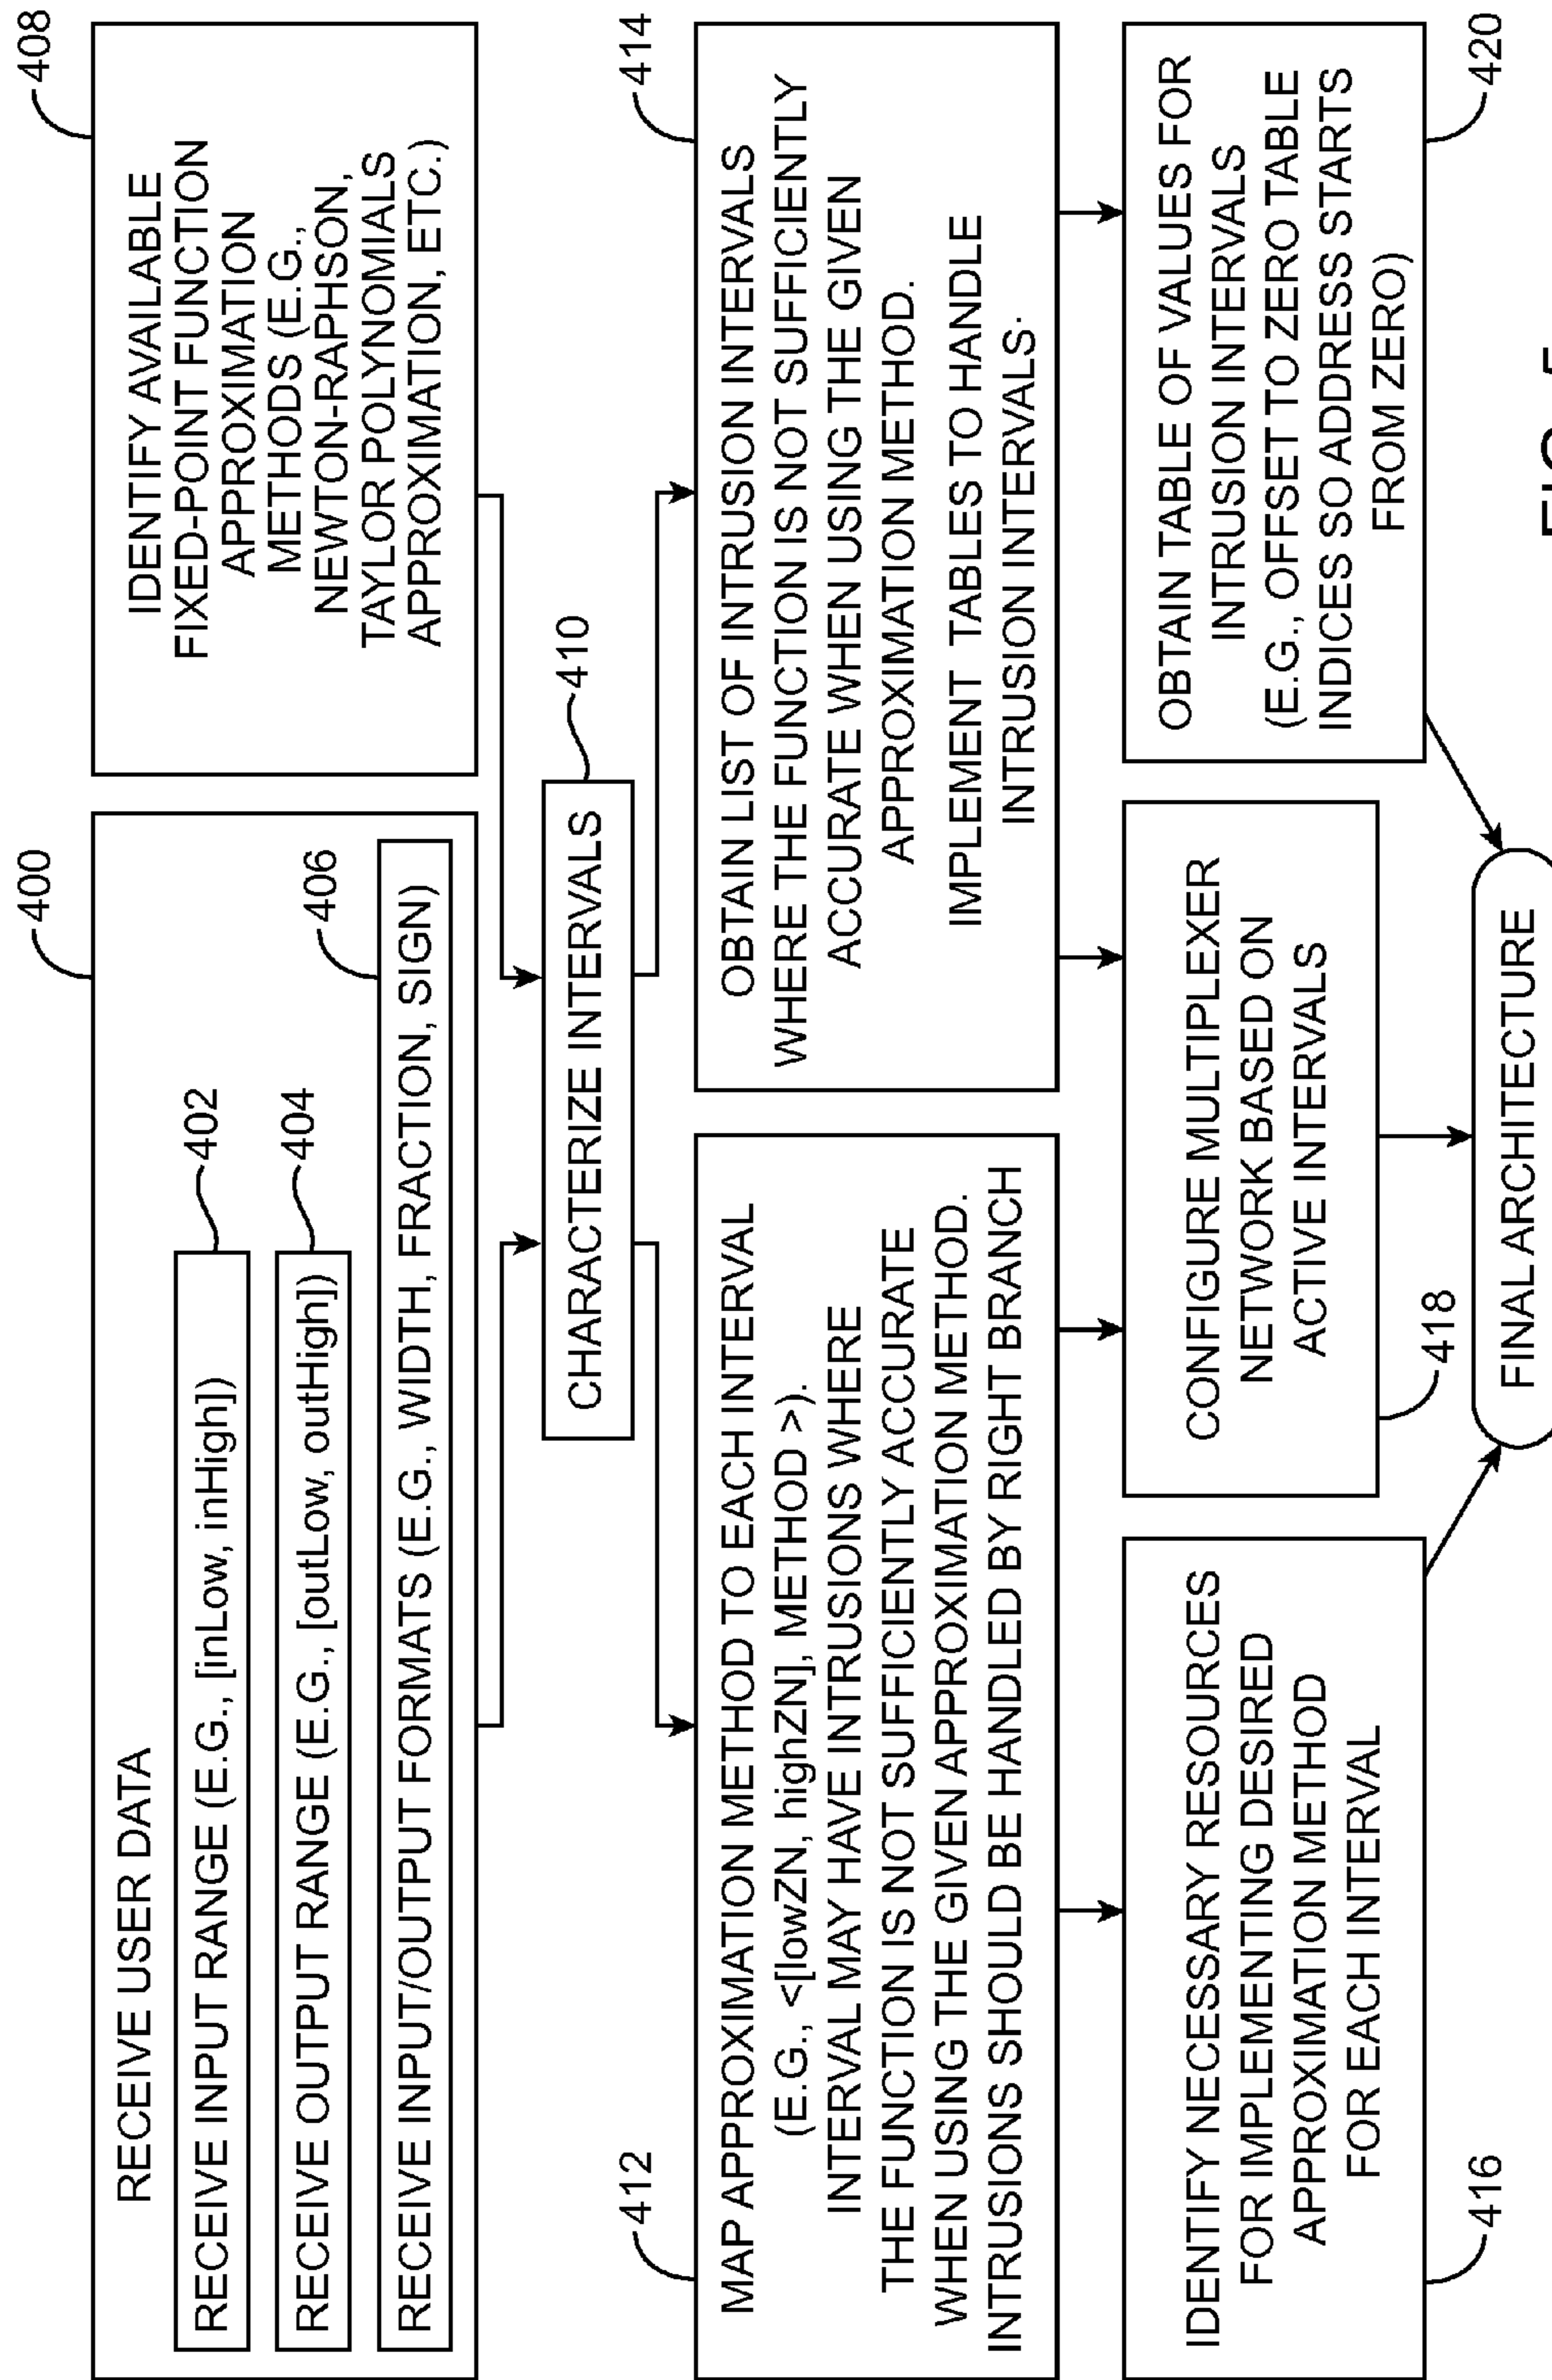 400
RECEIVE USER DATA
402
RECEIVE INPUT RANGE (E.G., [inLow, inHigh])
404
RECEIVE OUTPUT RANGE (E.G., [outLow, outHigh])
406
RECEIVE INPUT/OUTPUT FORMATS (E.G., WIDTH, FRACTION, SIGN)
408
IDENTIFY AVAILABLE
FIXED-POINT FUNCTION
APPROXIMATION
METHODS (E.G.,
NEWTON-RAPHSON,
TAYLOR POLYNOMIALS
APPROXIMATION, ETC.)
410
CHARACTERIZE INTERVALS
412
MAP APPROXIMATION METHOD TO EACH INTERVAL
(E.G., <[lowZN, highZN], METHOD >).
INTERVAL MAY HAVE INTRUSIONS WHERE
THE FUNCTION IS NOT SUFFICIENTLY ACCURATE
WHEN USING THE GIVEN APPROXIMATION METHOD.
INTRUSIONS SHOULD BE HANDLED BY RIGHT BRANCH
414
OBTAIN LIST OF INTRUSION INTERVALS
WHERE THE FUNCTION IS NOT SUFFICIENTLY
ACCURATE WHEN USING THE GIVEN
APPROXIMATION METHOD.
IMPLEMENT TABLES TO HANDLE
INTRUSION INTERVALS.
IDENTIFY NECESSARY RESOURCES
FOR IMPLEMENTING DESIRED
APPROXIMATION METHOD
FOR EACH INTERVAL
416
CONFIGURE MULTIPLEXER
NETWORK BASED ON
ACTIVE INTERVALS
418
OBTAIN TABLE OF VALUES FOR
INTRUSION INTERVALS
(E.G., OFFSET TO ZERO TABLE
INDICES SO ADDRESS STARTS
FROM ZERO)
420
FINAL ARCHITECTURE